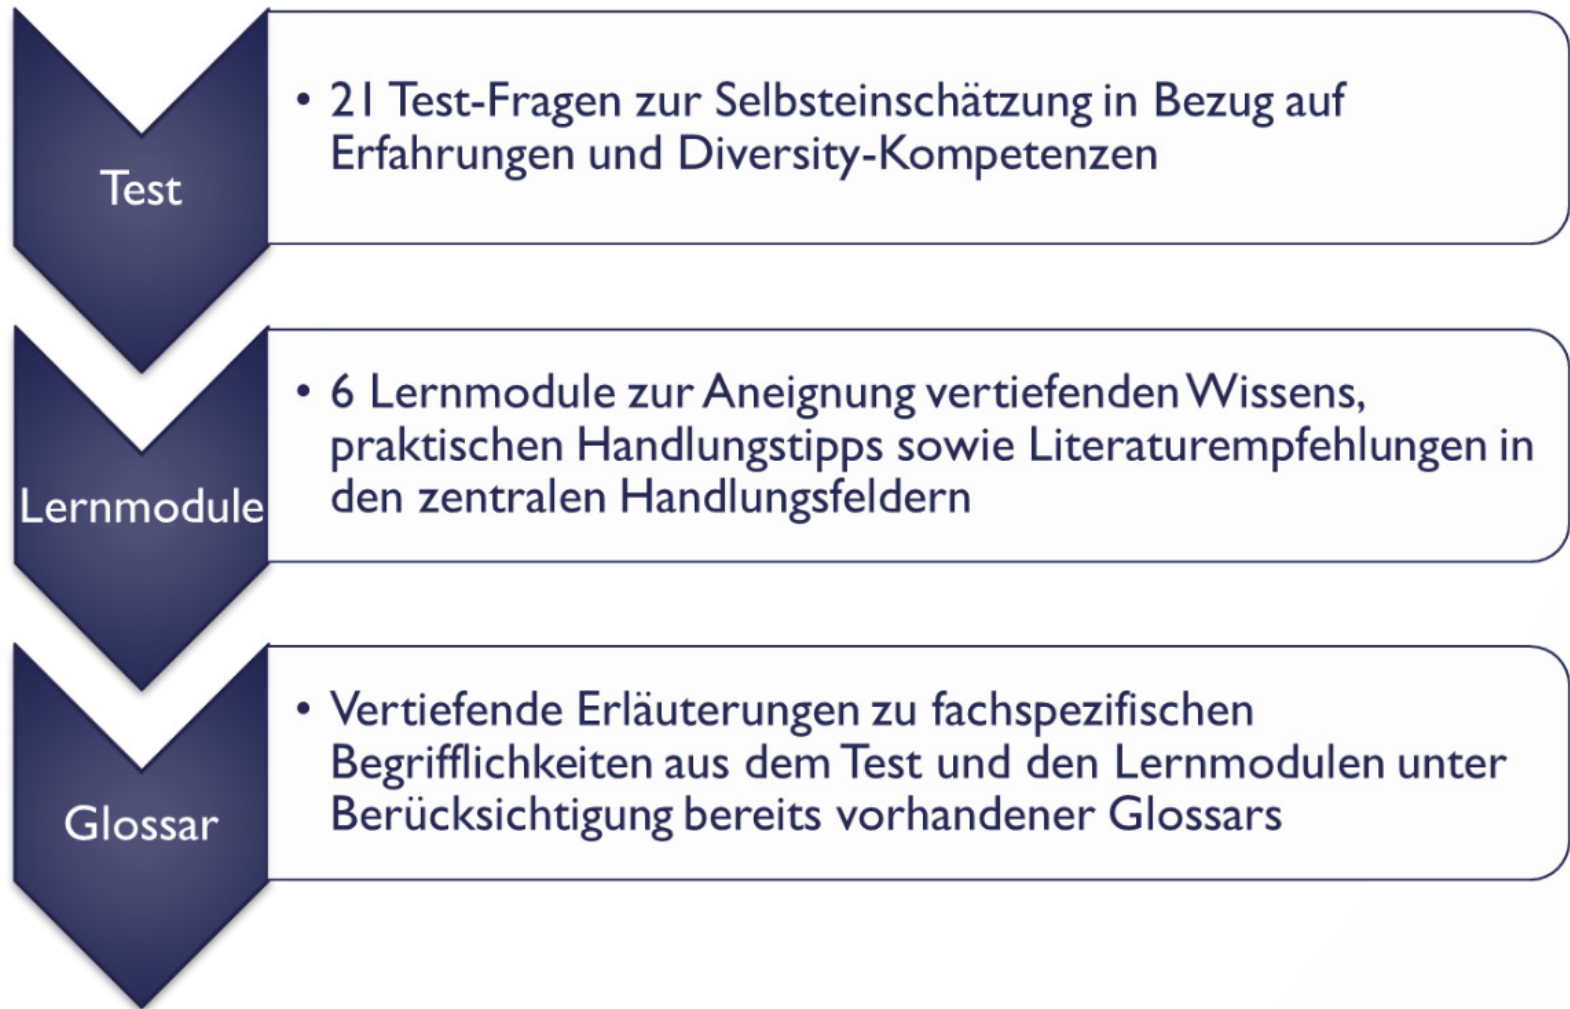 Test
• 21 Test-Fragen zur Selbsteinschätzung in Bezug auf
Erfahrungen und Diversity-Kompetenzen
Lernmodule
• 6 Lernmodule zur Aneignung vertiefenden Wissens,
praktischen Handlungstipps sowie Literaturempfehlungen in
den zentralen Handlungsfeldern
Glossar
• Vertiefende Erläuterungen zu fachspezifischen
Begrifflichkeiten aus dem Test und den Lernmodulen unter
Berücksichtigung bereits vorhandener Glossars